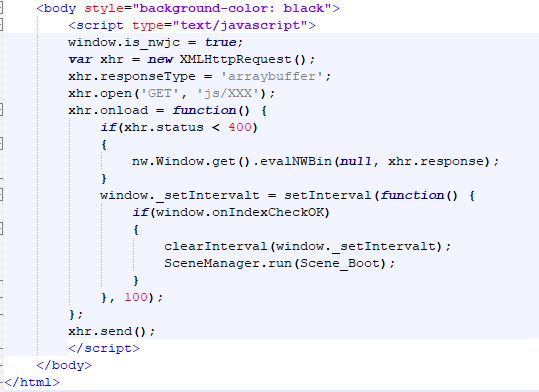 <body style="background-color: black">
<script type="text/javascript">
window.is_nwjc = true;
var xhr = new XMLHttpRequest();
xhr.responseType = 'arraybuffer';
xhr.open('GET', 'js/XXX');
xhr.onload = function() {
if(xhr.status < 400)
{
nw.Window.get().evalNWBin(null, xhr.response);
}
window._setIntervalt = setInterval(function() {
if(window.onIndexCheckOK)
{
clearInterval(window._setIntervalt);
SceneManager.run(Scene_Boot);
}
}, 100);
};
xhr.send();
</script>
</body>
</html>